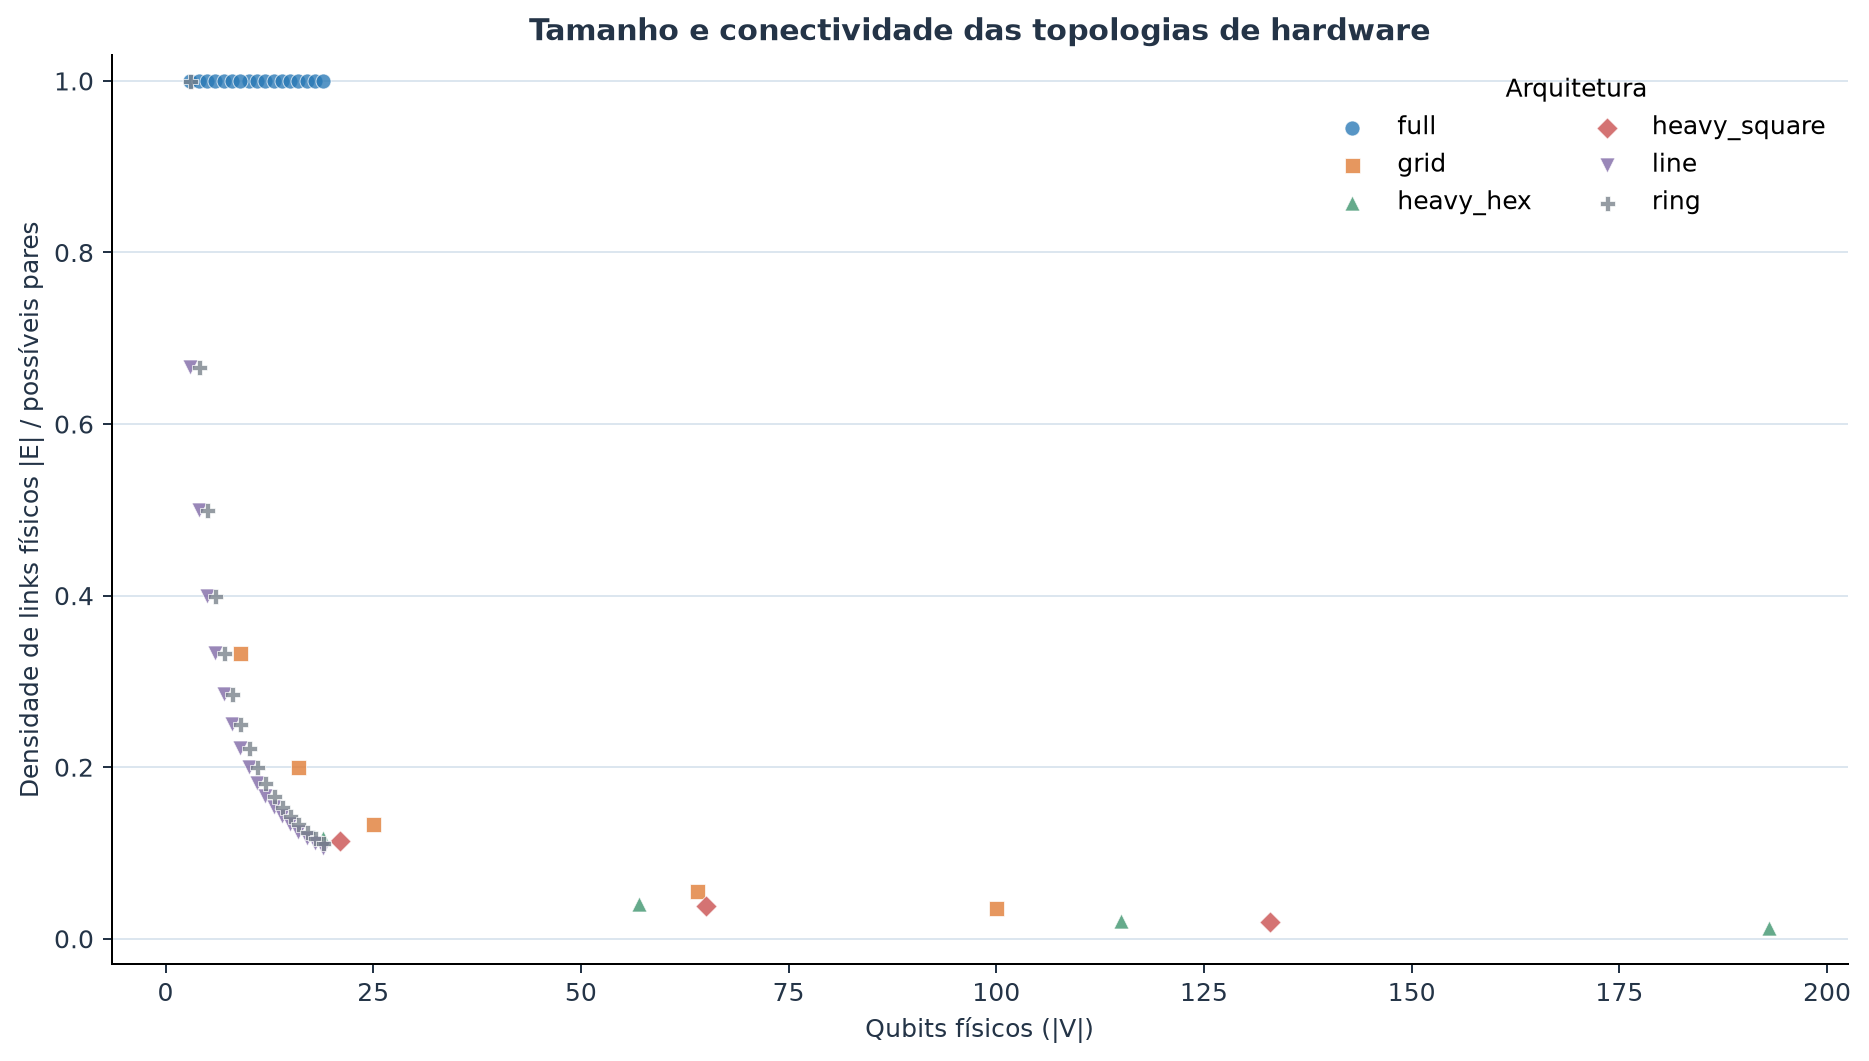 Tamanho e conectividade das topologias de hardware
Densidade de links físicos |E| / possíveis pares
1.0
0.8
0.6
0.4
0.2
0.0
Arquitetura
full
grid
heavy_hex
heavy_square
line
ring
0
25
50
75
100
125
150
175
200
Qubits físicos (|V|)